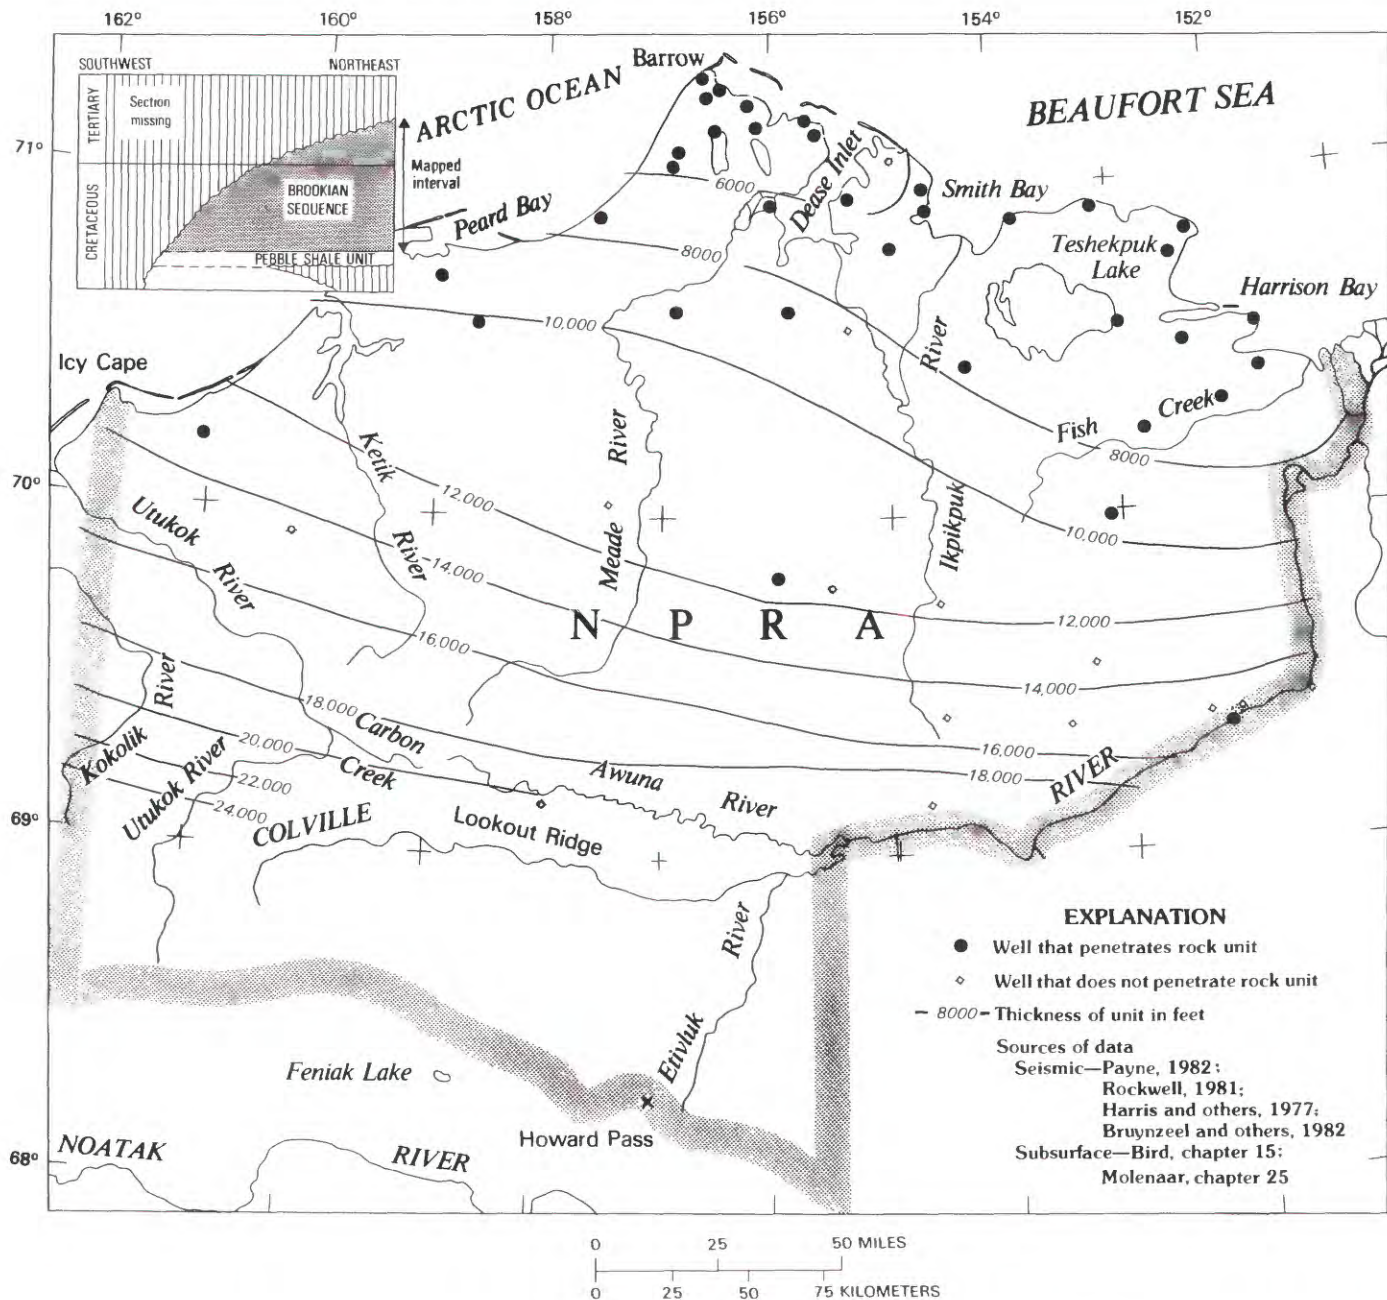 162° 160° 158° 156° 154° 152°
SOUTHWEST NORTHEAST
TERTIARY
CRETACEOUS
Section
missing
BROOKIAN
SEQUENCE
PEBBLE SHALE UNIT
Mapped
interval
ARCTIC OCEAN
Barrow
BEAUFORT SEA
71°
Peard Bay
Dease Inlet
Smith Bay
Teshekpuk
Lake
Harrison Bay
6000
8000
10,000
Icy Cape
River
Fish
Creek
8000
Ketik
River
Meade
River
Ikpikpuk
70°
12,000
10,000
Utukok
River
14,000
N P R A
12,000
16,000
14,000
River
Kokolik
18,000
Carbon
Creek
16,000
20,000
18,000
Awuna
River
RIVER
Utukok River
22,000
24,000
69°
COLVILLE
Lookout Ridge
River
Etivluk
EXPLANATION
Well that penetrates rock unit
Well that does not penetrate rock unit
8000 Thickness of unit in feet
Sources of data
Seismic—Payne, 1982;
Rockwell, 1981;
Harris and others, 1977;
Bruynzeel and others, 1982
Subsurface—Bird, chapter 15;
Molenaar, chapter 25
Feniak Lake
Howard Pass
68°
NOATAK
RIVER
0 25 50 MILES
0 25 50 75 KILOMETERS